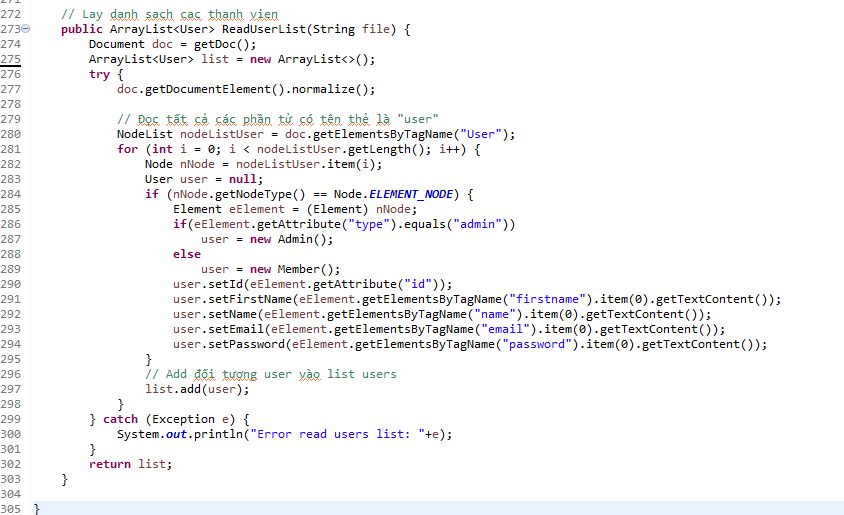 272 // Lay danh sach cac thanh vien
273 public ArrayList<User> ReadUserList(String file) {
274 Document doc = getDoc();
275 ArrayList<User> list = new ArrayList<>();
276 try {
277 doc.getDocumentElement().normalize();
278
279 // Đọc tất cả các phần tử có tên thẻ là "user"
280 NodeList nodeListUser = doc.getElementsByTagName("User");
281 for (int i = 0; i < nodeListUser.getLength(); i++) {
282 Node nNode = nodeListUser.item(i);
283 User user = null;
284 if (nNode.getNodeType() == Node.ELEMENT_NODE) {
285 Element eElement = (Element) nNode;
286 if(eElement.getAttribute("type").equals("admin"))
287 user = new Admin();
288 else
289 user = new Member();
290 user.setId(eElement.getAttribute("id"));
291 user.setFirstName(eElement.getElementsByTagName("firstname").item(0).getTextContent());
292 user.setName(eElement.getElementsByTagName("name").item(0).getTextContent());
293 user.setEmail(eElement.getElementsByTagName("email").item(0).getTextContent());
294 user.setPassword(eElement.getElementsByTagName("password").item(0).getTextContent());
295 }
296 // Add đối tượng user vào list users
297 list.add(user);
298 }
299 } catch (Exception e) {
300 System.out.println("Error read users list: "+e);
301 }
302 return list;
303 }
304
305 }